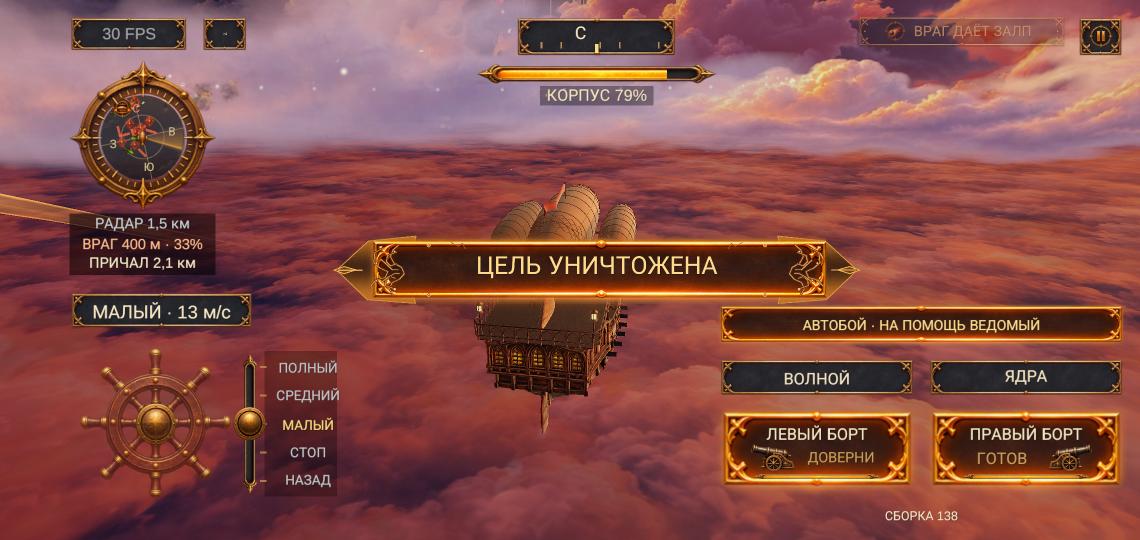 30 FPS
С
ВРАГ ДАЁТ ЗАЛП
КОРПУС 79%
С
В
З
Ю
РАДАР 1,5 км
ВРАГ 400 м · 33%
ПРИЧАЛ 2,1 км
ЦЕЛЬ УНИЧТОЖЕНА
МАЛЫЙ · 13 м/с
АВТОБОЙ · НА ПОМОЩЬ ВЕДОМЫЙ
ПОЛНЫЙ
СРЕДНИЙ
МАЛЫЙ
СТОП
НАЗАД
ВОЛНОЙ
ЯДРА
ЛЕВЫЙ БОРТ
ДОВЕРНИ
ПРАВЫЙ БОРТ
ГОТОВ
СБОРКА 138